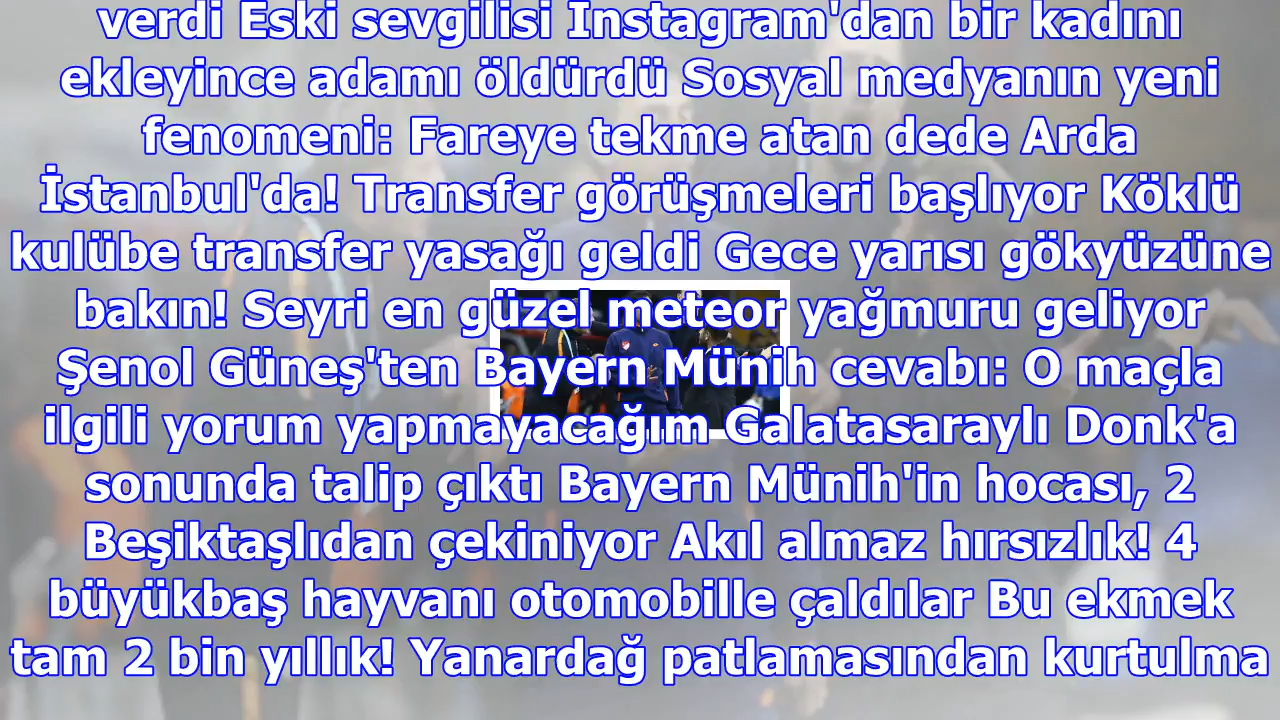 verdi Eski sevgilisi Instagram'dan bir kadını
ekleyince adamı öldürdü Sosyal medyanın yeni
fenomeni: Fareye tekme atan dede Arda
İstanbul'da! Transfer görüşmeleri başlıyor Köklü
kulübe transfer yasağı geldi Gece yarısı gökyüzüne
bakın! Seyri en güzel meteor yağmuru geliyor
Şenol Güneş'ten Bayern Münih cevabı: O maçla
ilgili yorum yapmayacağım Galatasaraylı Donk'a
sonunda talip çıktı Bayern Münih'in hocası, 2
Beşiktaşlıdan çekiniyor Akıl almaz hırsızlık! 4
büyükbaş hayvanı otomobille çaldılar Bu ekmek
tam 2 bin yıllık! Yanardağ patlamasından kurtulma